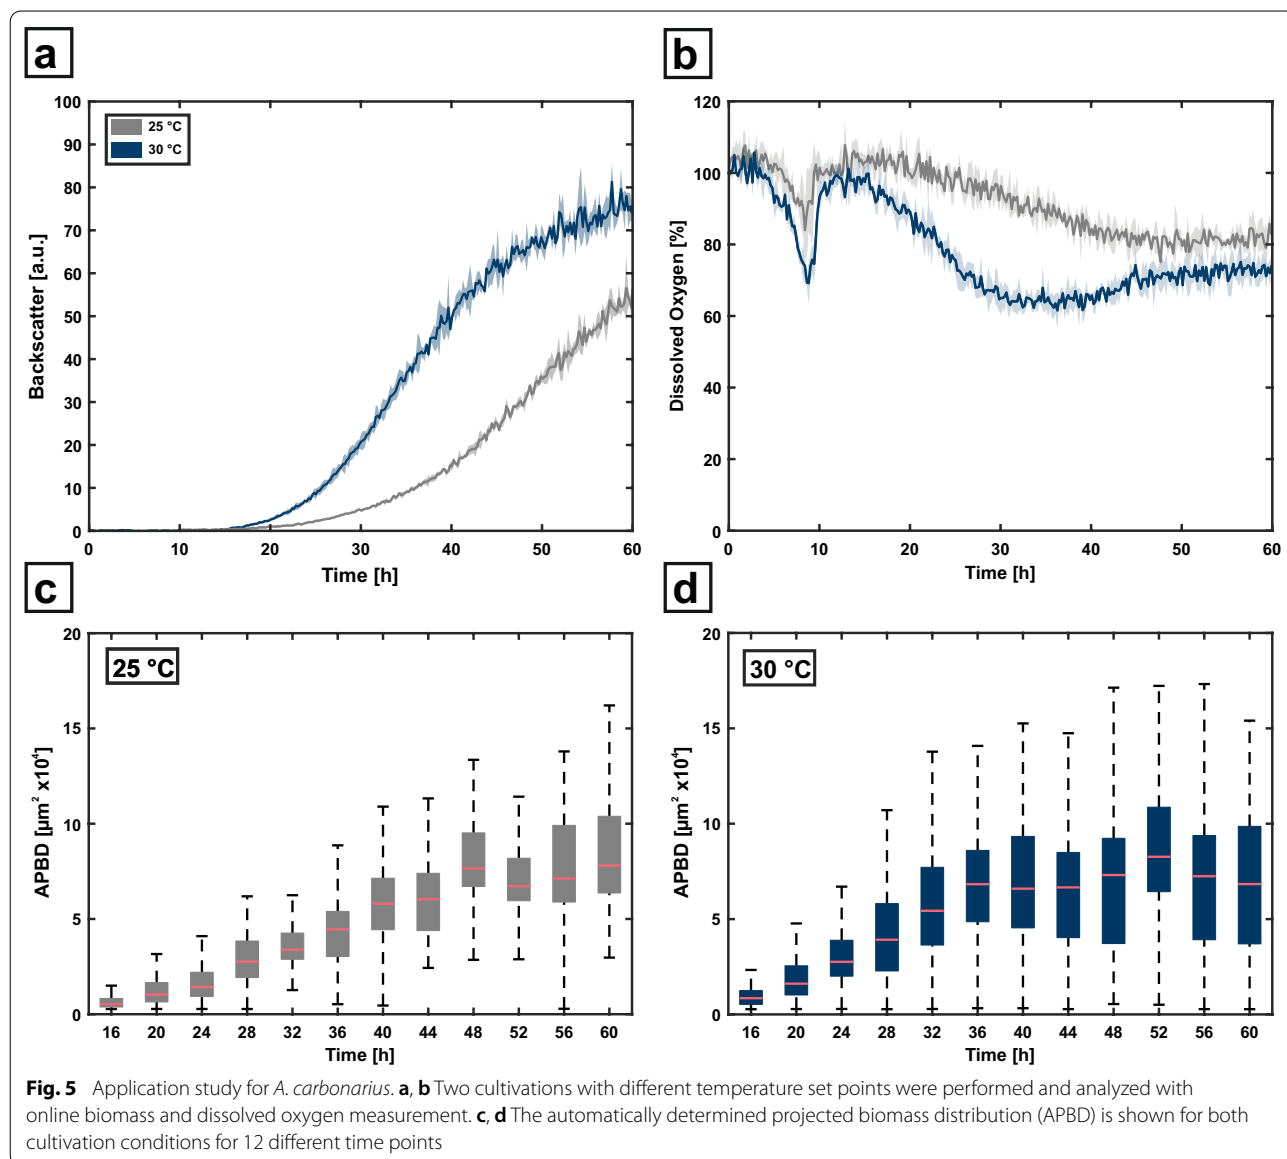 a
100
90
80
70
60
50
40
30
20
10
0
Backscatter [a.u.]
25 °C
30 °C
0 10 20 30 40 50 60
Time [h]
b
120
100
80
60
40
20
0
Dissolved Oxygen [%]
0 10 20 30 40 50 60
Time [h]
c
20
15
10
5
0
APBD [µm² x10⁴]
25 °C
16 20 24 28 32 36 40 44 48 52 56 60
Time [h]
d
20
15
10
5
0
APBD [µm² x10⁴]
30 °C
16 20 24 28 32 36 40 44 48 52 56 60
Time [h]
Fig. 5 Application study for A. carbonarius. a, b Two cultivations with different temperature set points were performed and analyzed with
online biomass and dissolved oxygen measurement. c, d The automatically determined projected biomass distribution (APBD) is shown for both
cultivation conditions for 12 different time points